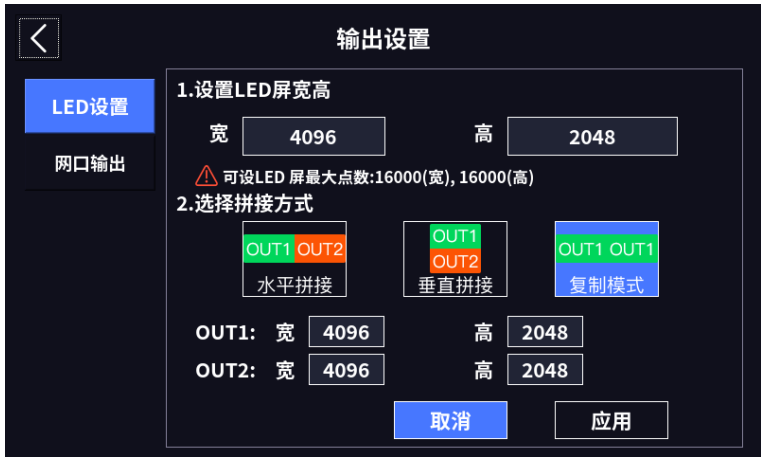 输出设置
LED设置
网口输出
1.设置LED屏宽高
宽 4096 高 2048
可设LED 屏最大点数:16000(宽), 16000(高)
2.选择拼接方式
OUT1 OUT2
水平拼接
OUT1
OUT2
垂直拼接
OUT1 OUT1
复制模式
OUT1: 宽 4096 高 2048
OUT2: 宽 4096 高 2048
取消 应用